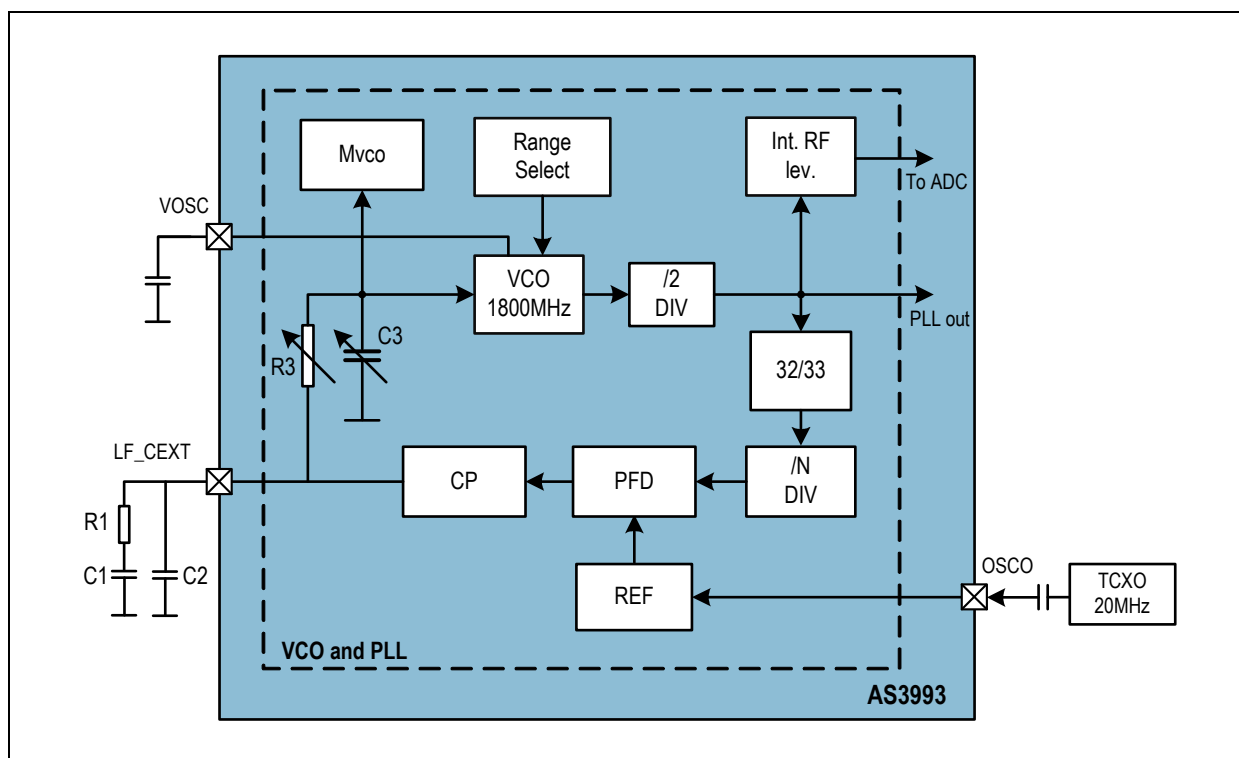 Mvco
Range
Select
Int. RF
lev.
To ADC
VOSC
VCO
1800MHz
/2
DIV
PLL out
R3
C3
32/33
LF_CEXT
CP
PFD
/N
DIV
R1
C1
C2
REF
OSCO
TCXO
20MHz
VCO and PLL
AS3993